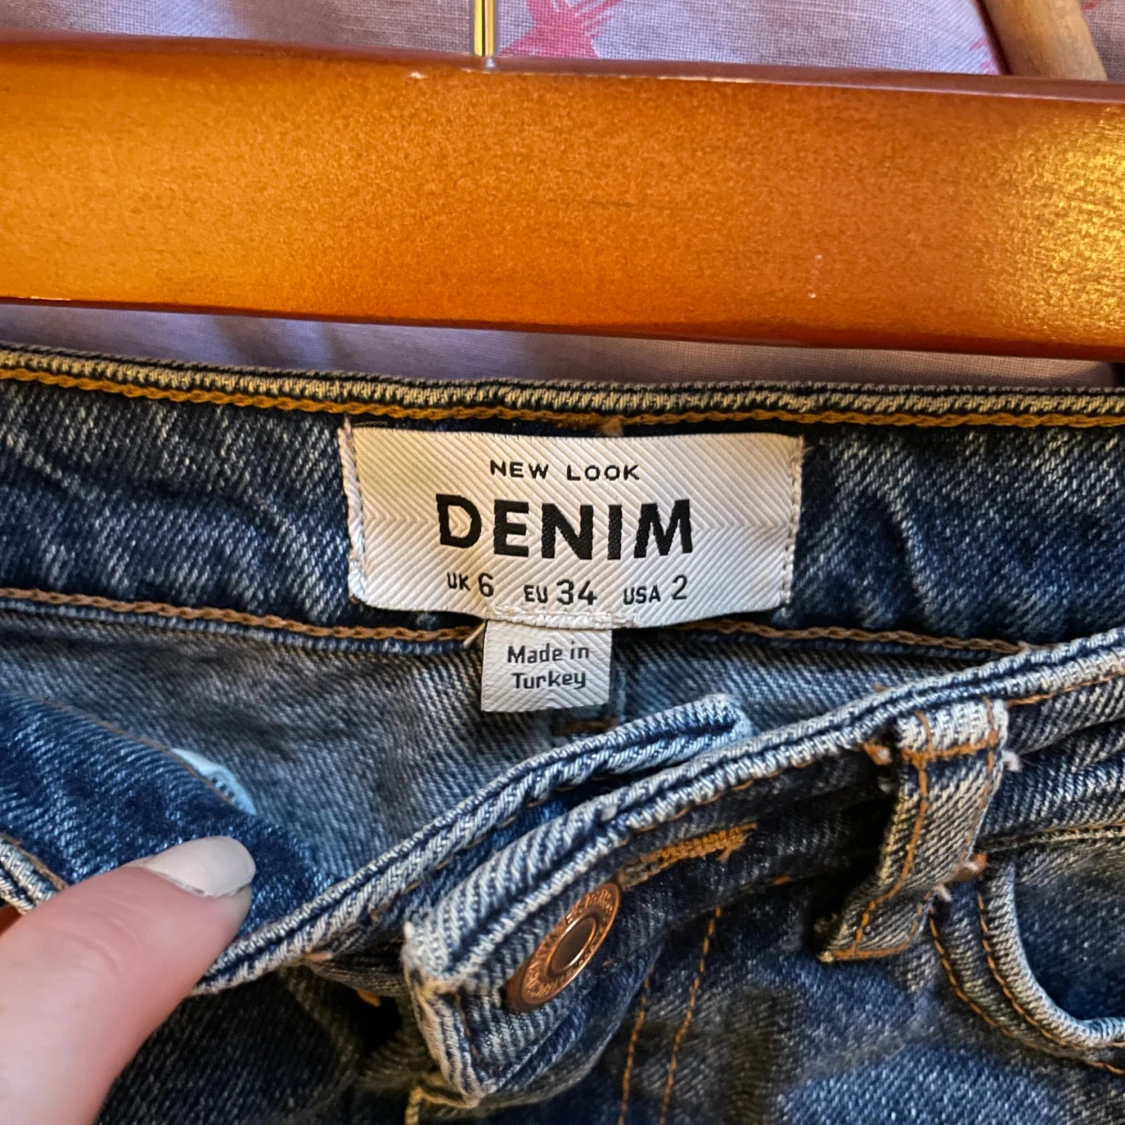 NEW LOOK
DENIM
UK 6 EU 34 USA 2
Made in
Turkey